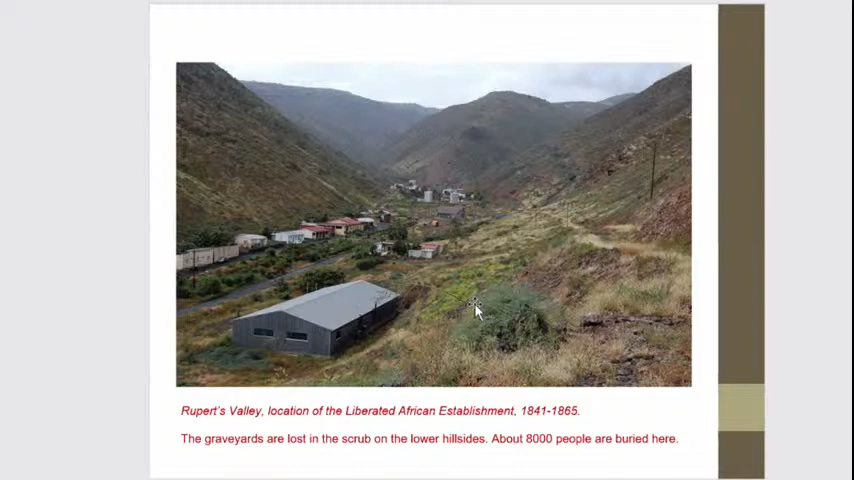 Rupert's Valley, location of the Liberated African Establishment, 1841-1865.
The graveyards are lost in the scrub on the lower hillsides. About 8000 people are buried here.